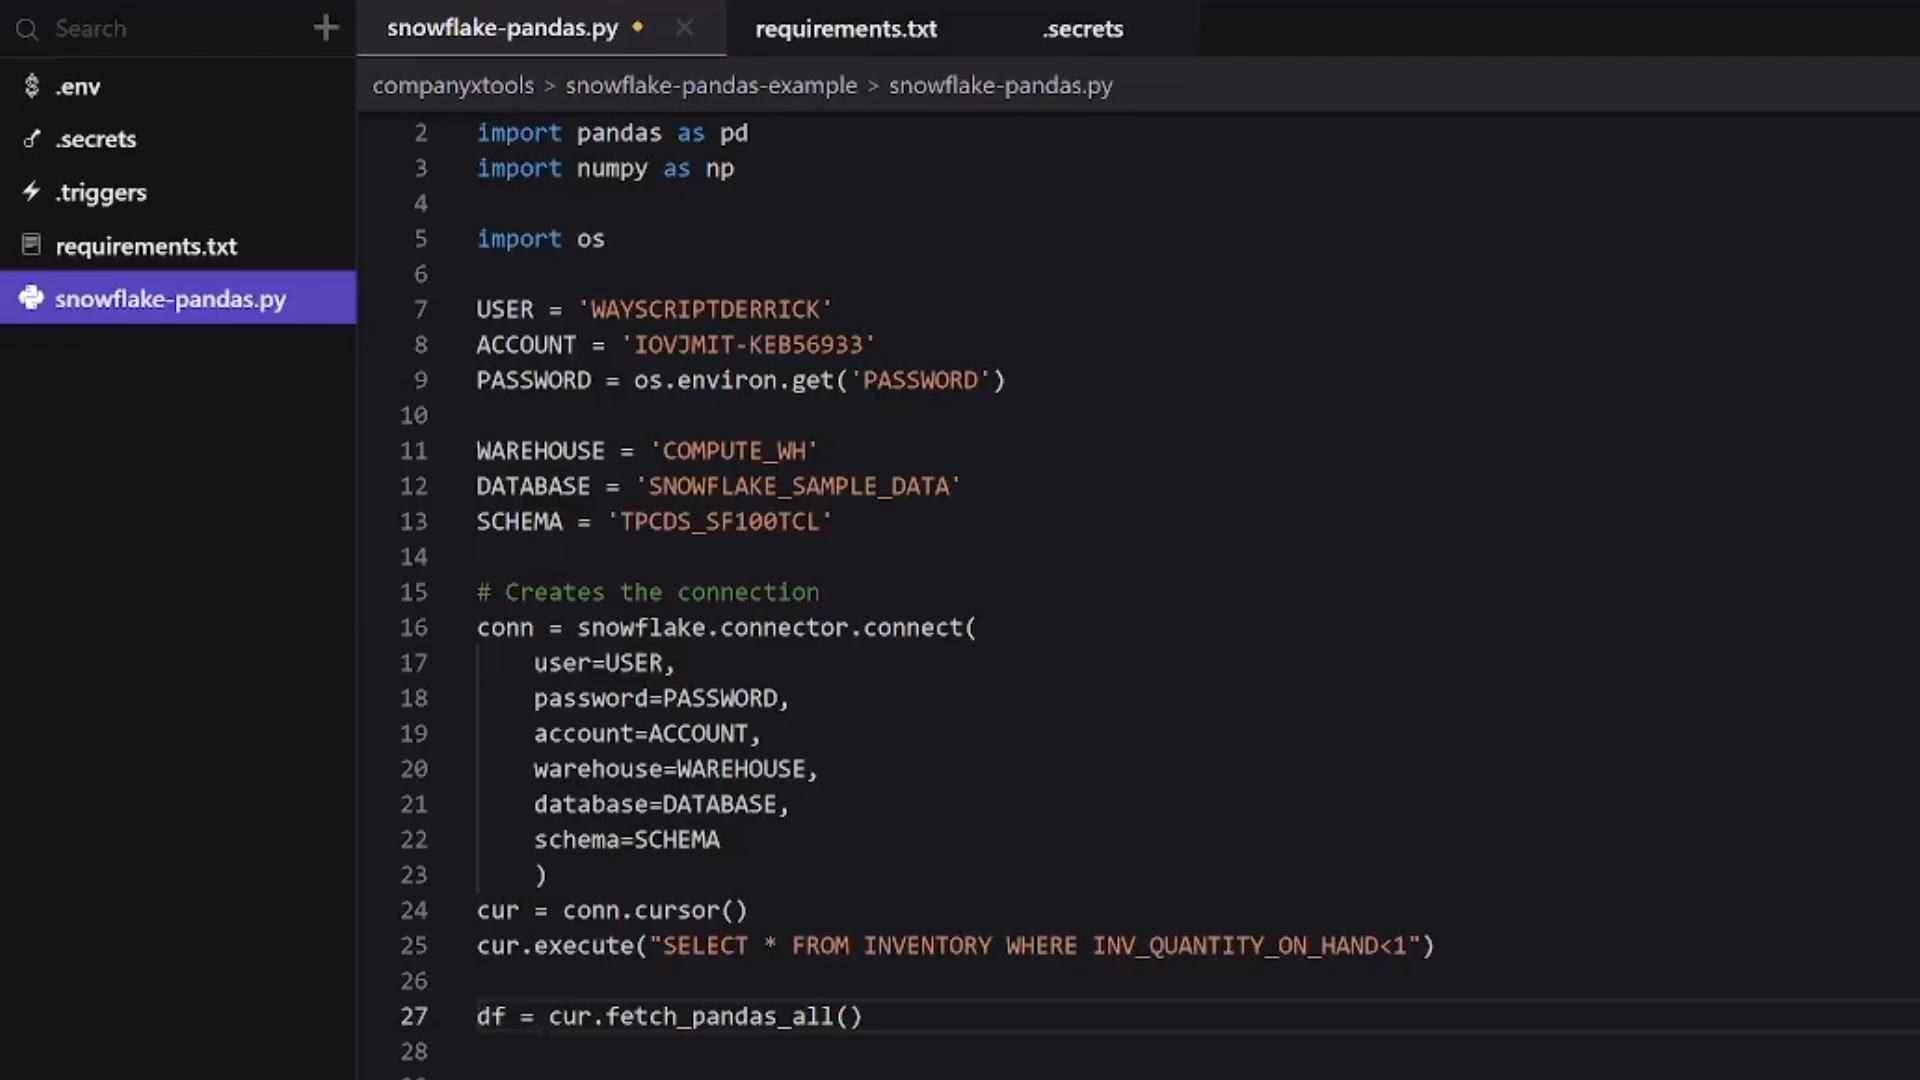 Search
+
snowflake-pandas.py
requirements.txt
.secrets
.env
.secrets
.triggers
requirements.txt
snowflake-pandas.py
companyxtools > snowflake-pandas-example > snowflake-pandas.py
2 import pandas as pd
3 import numpy as np
4
5 import os
6
7 USER = 'WAYSCRIPTDERRICK'
8 ACCOUNT = 'IOVJMIT-KEB56933'
9 PASSWORD = os.environ.get('PASSWORD')
10
11 WAREHOUSE = 'COMPUTE_WH'
12 DATABASE = 'SNOWFLAKE_SAMPLE_DATA'
13 SCHEMA = 'TPCDS_SF100TCL'
14
15 # Creates the connection
16 conn = snowflake.connector.connect(
17     user=USER,
18     password=PASSWORD,
19     account=ACCOUNT,
20     warehouse=WAREHOUSE,
21     database=DATABASE,
22     schema=SCHEMA
23     )
24 cur = conn.cursor()
25 cur.execute("SELECT * FROM INVENTORY WHERE INV_QUANTITY_ON_HAND<1")
26
27 df = cur.fetch_pandas_all()
28